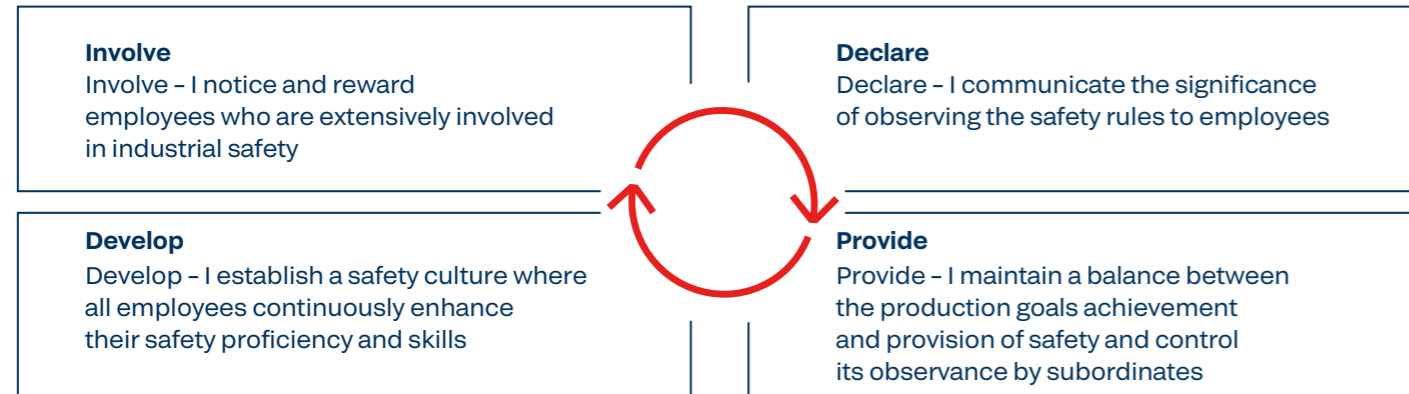 Involve
Involve – I notice and reward
employees who are extensively involved
in industrial safety
Declare
Declare – I communicate the significance
of observing the safety rules to employees
Develop
Develop – I establish a safety culture where
all employees continuously enhance
their safety proficiency and skills
Provide
Provide – I maintain a balance between
the production goals achievement
and provision of safety and control
its observance by subordinates